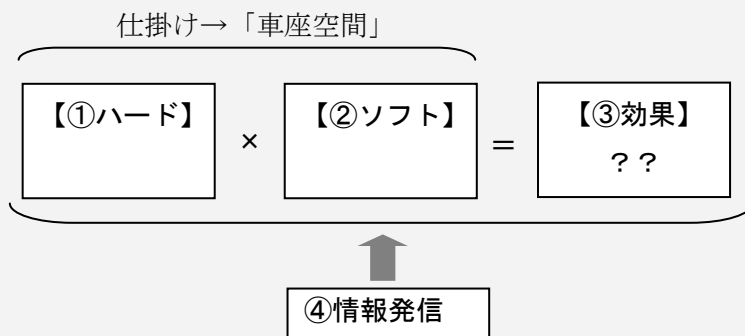 仕掛け→「車座空間」
【①ハード】
×
【②ソフト】
＝
【③効果】
？？
④情報発信